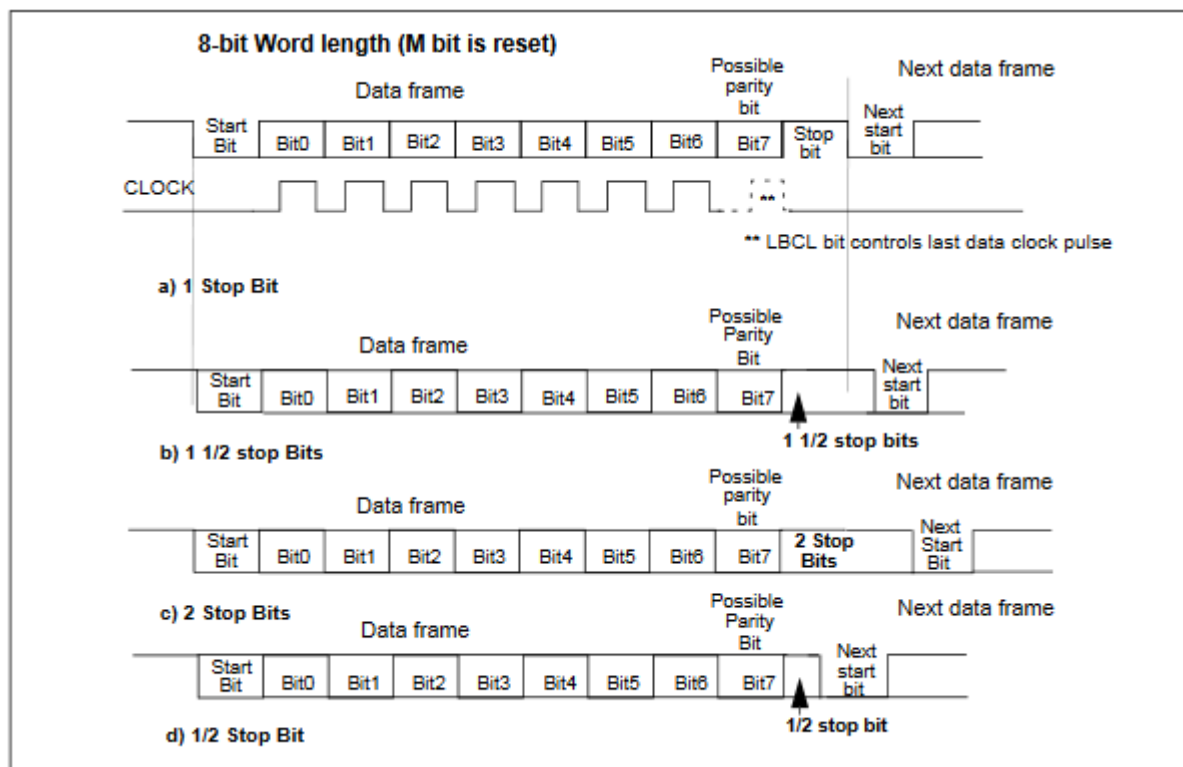 8-bit Word length (M bit is reset)
Data frame
Possible
parity
bit
Next data frame
Start
Bit
Bit0
Bit1
Bit2
Bit3
Bit4
Bit5
Bit6
Bit7
Stop
bit
Next
start
bit
CLOCK
**
** LBCL bit controls last data clock pulse
a) 1 Stop Bit
Data frame
Possible
Parity
Bit
Next data frame
Start
Bit
Bit0
Bit1
Bit2
Bit3
Bit4
Bit5
Bit6
Bit7
Next
start
bit
1 1/2 stop bits
b) 1 1/2 stop Bits
Data frame
Possible
parity
bit
Next data frame
Start
Bit
Bit0
Bit1
Bit2
Bit3
Bit4
Bit5
Bit6
Bit7
2 Stop
Bits
Next
Start
Bit
c) 2 Stop Bits
Data frame
Possible
Parity
Bit
Next data frame
Start
Bit
Bit0
Bit1
Bit2
Bit3
Bit4
Bit5
Bit6
Bit7
Next
start
bit
1/2 stop bit
d) 1/2 Stop Bit